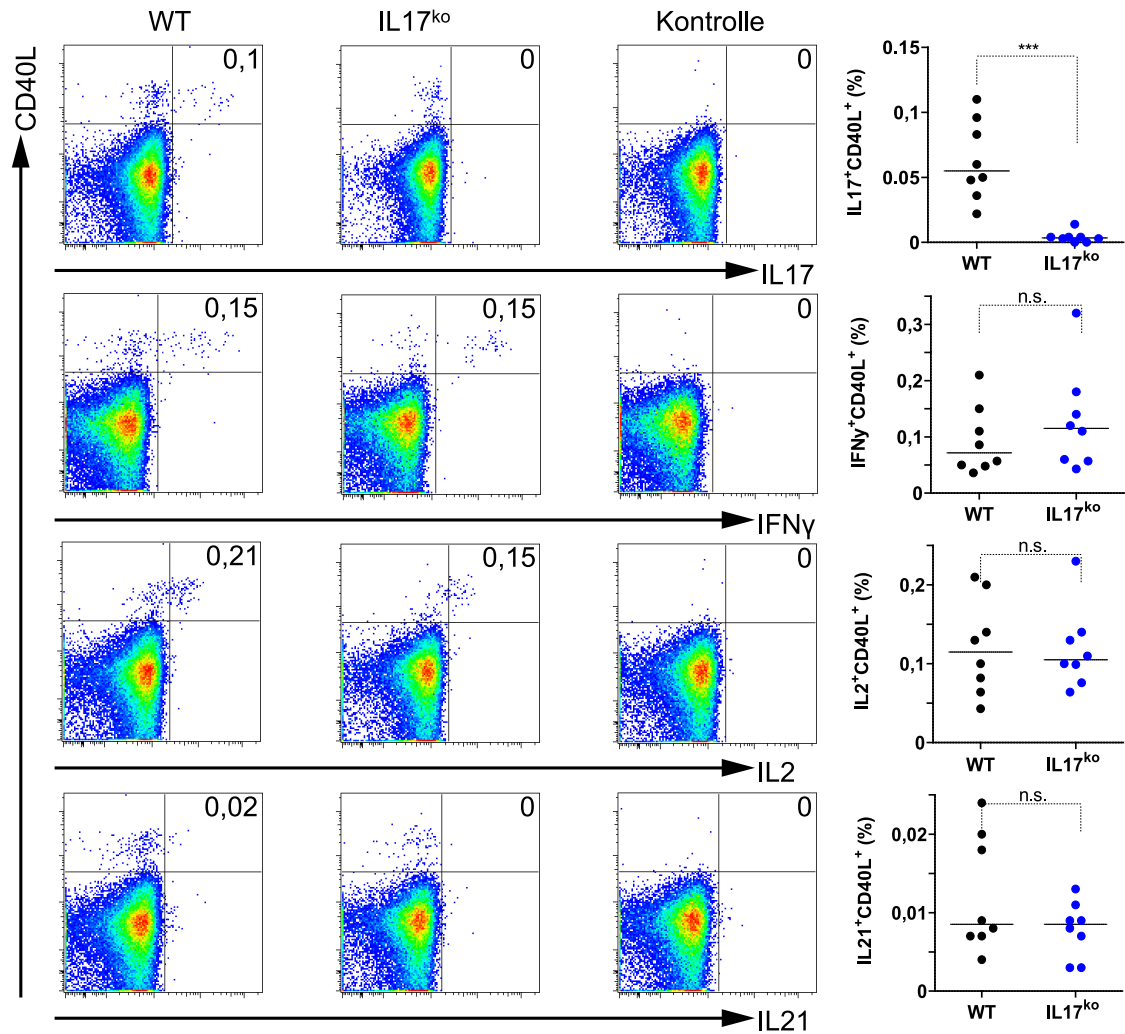 WT IL17ko Kontrolle
CD40L
0,1 0 0
IL17
0,15 0,15 0
IFNγ
0,21 0,15 0
IL2
0,02 0 0
IL21
IL17+CD40L+ (%)
0.15
0,1
0.05
0
***
WT IL17ko
IFNγ+CD40L+ (%)
0,3
0,2
0,1
0
n.s.
WT IL17ko
IL2+CD40L+ (%)
0,2
0,1
0
n.s.
WT IL17ko
IL21+CD40L+ (%)
0,02
0,01
0
n.s.
WT IL17ko